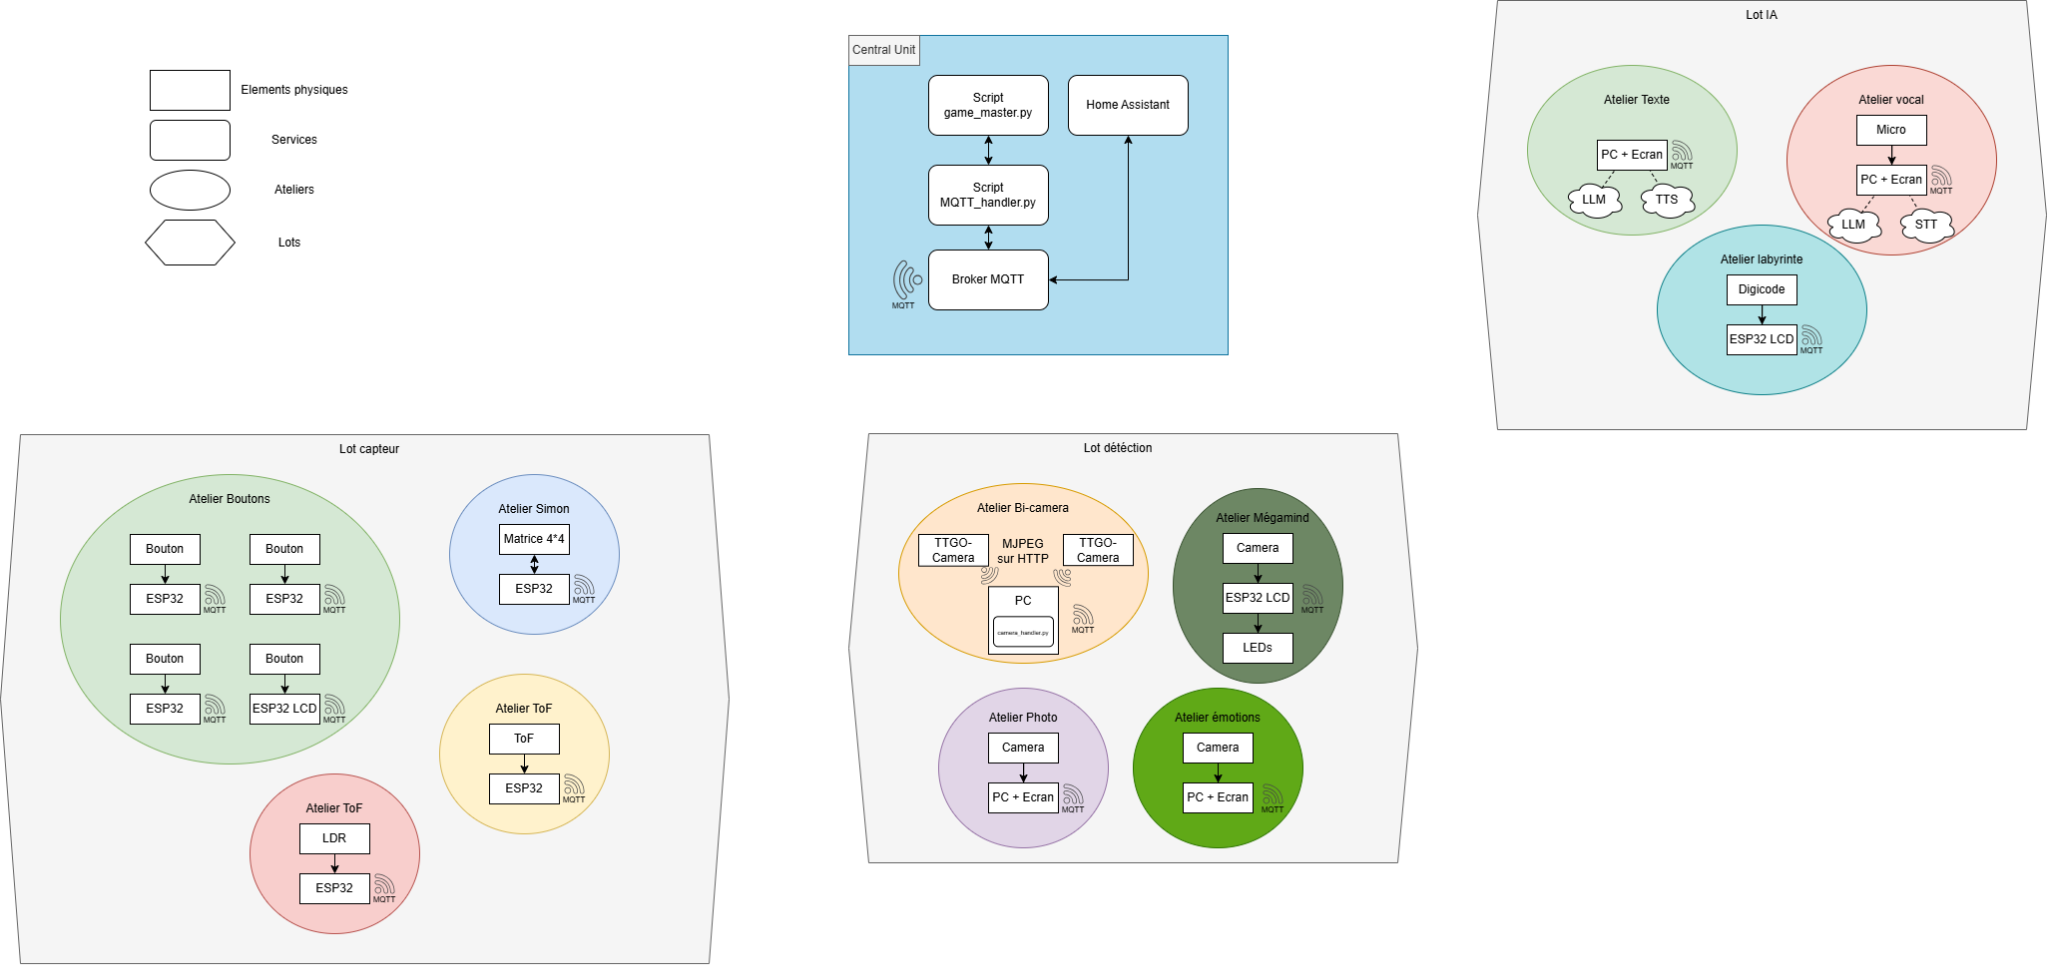 Elements physiques
Services
Ateliers
Lots
Central Unit
Script
game_master.py
Home Assistant
Script
MQTT_handler.py
Broker MQTT
MQTT
Lot IA
Atelier Texte
PC + Ecran
MQTT
LLM
TTS
Atelier vocal
Micro
PC + Ecran
MQTT
LLM
STT
Atelier labyrinte
Digicode
ESP32 LCD
MQTT
Lot capteur
Atelier Boutons
Bouton
ESP32
MQTT
Bouton
ESP32
MQTT
Bouton
ESP32
MQTT
Bouton
ESP32 LCD
MQTT
Atelier Simon
Matrice 4*4
ESP32
MQTT
Atelier ToF
ToF
ESP32
MQTT
Atelier ToF
LDR
ESP32
MQTT
Lot détéction
Atelier Bi-camera
TTGO-
Camera
MJPEG
sur HTTP
TTGO-
Camera
PC
camera_handler.py
MQTT
Atelier Mégamind
Camera
ESP32 LCD
MQTT
LEDs
Atelier Photo
Camera
PC + Ecran
MQTT
Atelier émotions
Camera
PC + Ecran
MQTT